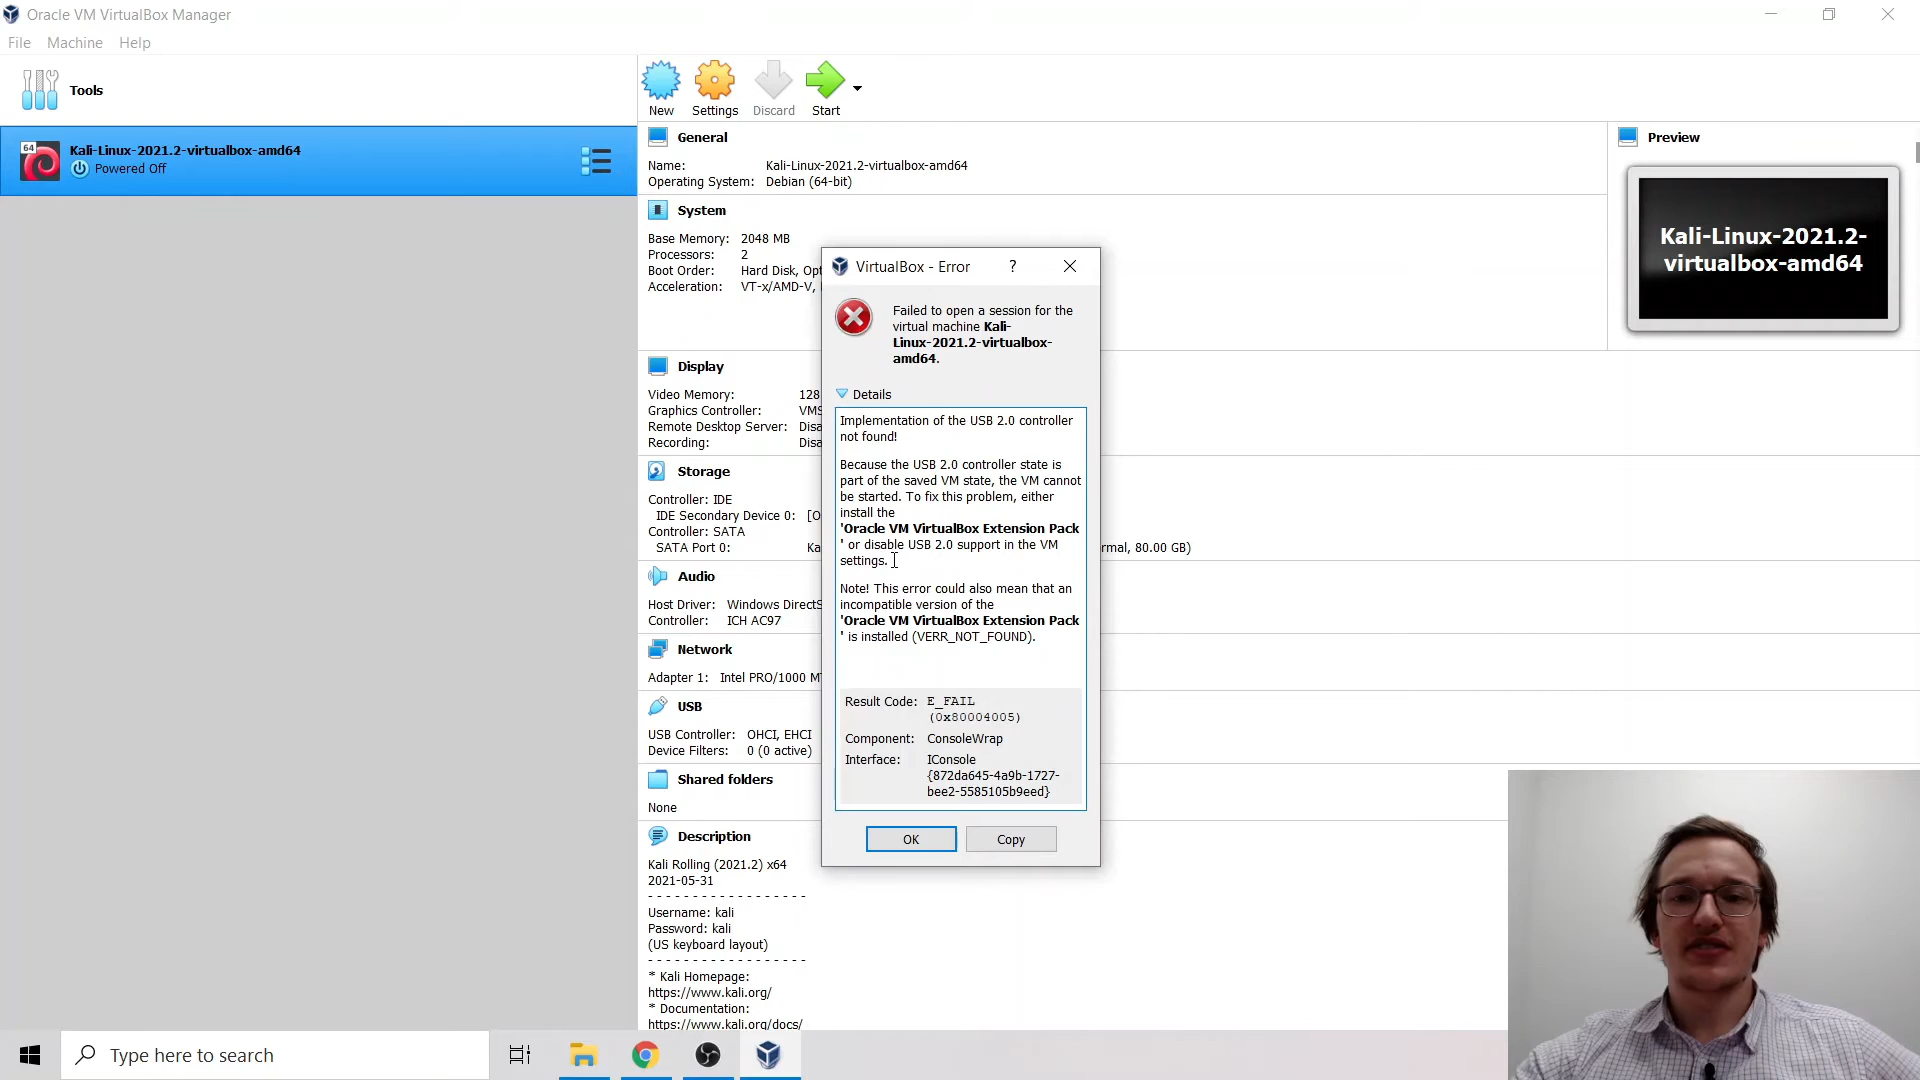 Oracle VM VirtualBox Manager
File Machine Help
Tools
64
Kali-Linux-2021.2-virtualbox-amd64
Powered Off
New Settings Discard Start
General
Name: Kali-Linux-2021.2-virtualbox-amd64
Operating System: Debian (64-bit)
System
Base Memory: 2048 MB
Processors: 2
Boot Order: Hard Disk, Opt
Acceleration: VT-x/AMD-V,
Display
Video Memory: 128
Graphics Controller: VMS
Remote Desktop Server: Disa
Recording: Disa
Storage
Controller: IDE
IDE Secondary Device 0: [O
Controller: SATA
SATA Port 0: Ka
rmal, 80.00 GB)
Audio
Host Driver: Windows DirectS
Controller: ICH AC97
Network
Adapter 1: Intel PRO/1000 MT
USB
USB Controller: OHCI, EHCI
Device Filters: 0 (0 active)
Shared folders
None
Description
Kali Rolling (2021.2) x64
2021-05-31
- - - - - - - - - - - - - - - - - -
Username: kali
Password: kali
(US keyboard layout)
- - - - - - - - - - - - - - - - - -
* Kali Homepage:
https://www.kali.org/
* Documentation:
https://www.kali.org/docs/
Preview
Kali-Linux-2021.2-
virtualbox-amd64
VirtualBox - Error ?
Failed to open a session for the
virtual machine Kali-
Linux-2021.2-virtualbox-
amd64.
Details
Implementation of the USB 2.0 controller
not found!
Because the USB 2.0 controller state is
part of the saved VM state, the VM cannot
be started. To fix this problem, either
install the
'Oracle VM VirtualBox Extension Pack
' or disable USB 2.0 support in the VM
settings.
Note! This error could also mean that an
incompatible version of the
'Oracle VM VirtualBox Extension Pack
' is installed (VERR_NOT_FOUND).
Result Code: E_FAIL
(0x80004005)
Component: ConsoleWrap
Interface: IConsole
{872da645-4a9b-1727-
bee2-5585105b9eed}
OK Copy
Type here to search